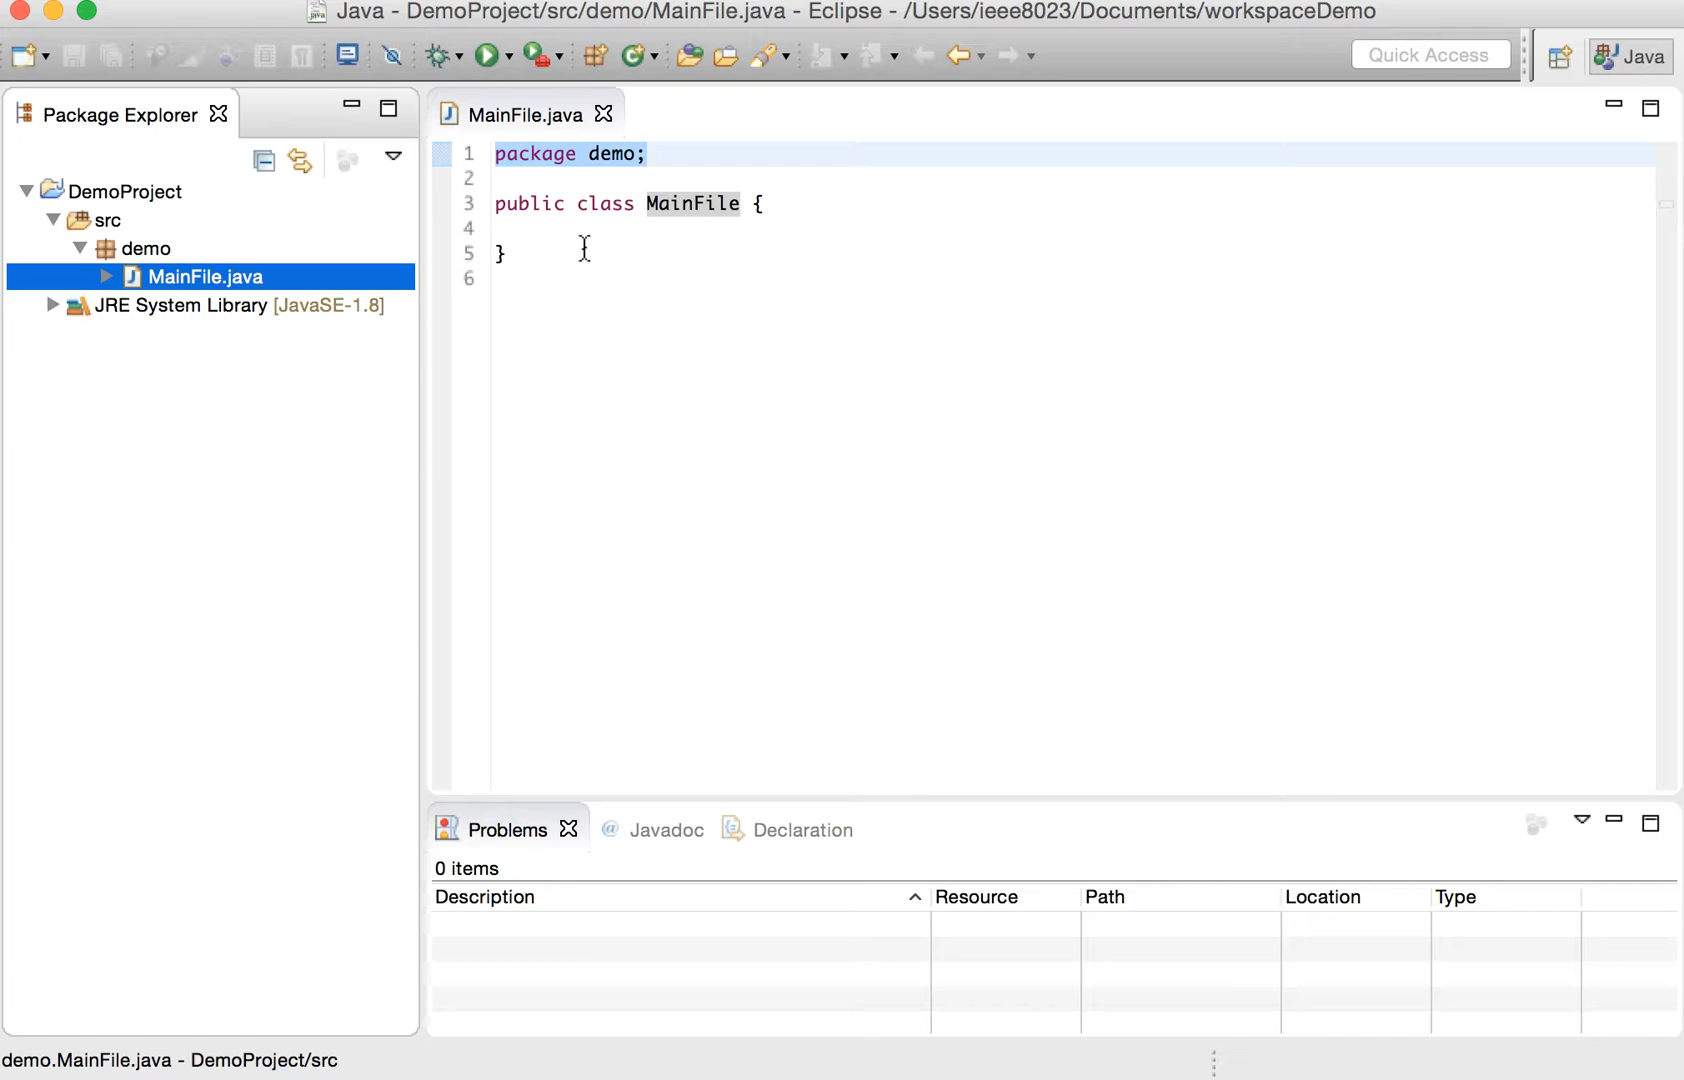 Java - DemoProject/src/demo/MainFile.java - Eclipse - /Users/ieee8023/Documents/workspaceDemo
Quick Access
Java
Package Explorer
DemoProject
src
demo
MainFile.java
JRE System Library [JavaSE-1.8]
MainFile.java
1 package demo;
2
3 public class MainFile {
4
5 }
6
Problems @ Javadoc Declaration
0 items
Description Resource Path Location Type
demo.MainFile.java - DemoProject/src